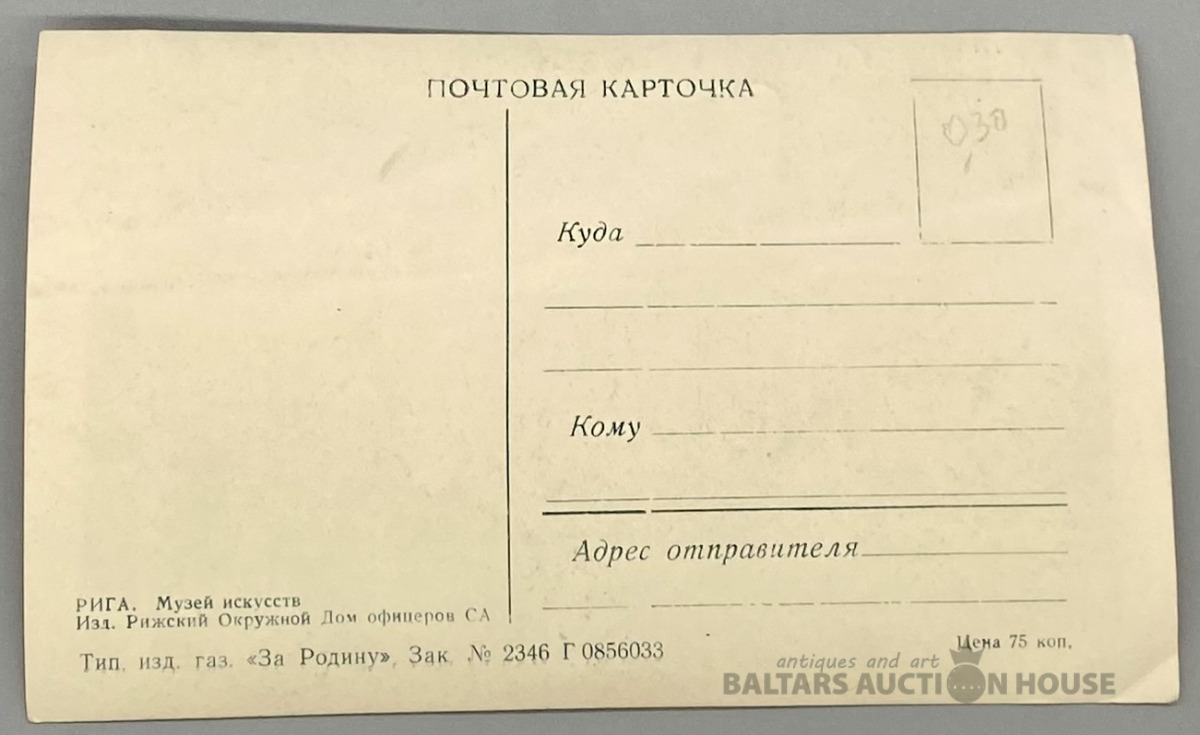 ПОЧТОВАЯ КАРТОЧКА
030
Куда
Кому
Адрес отправителя
РИГА. Музей искусств
Изд. Рижский Окружной Дом офицеров СА
Тип. изд. газ. «За Родину», Зак. № 2346 Г 0856033
Цена 75 коп.
antiques and art
BALTARS AUCTION HOUSE